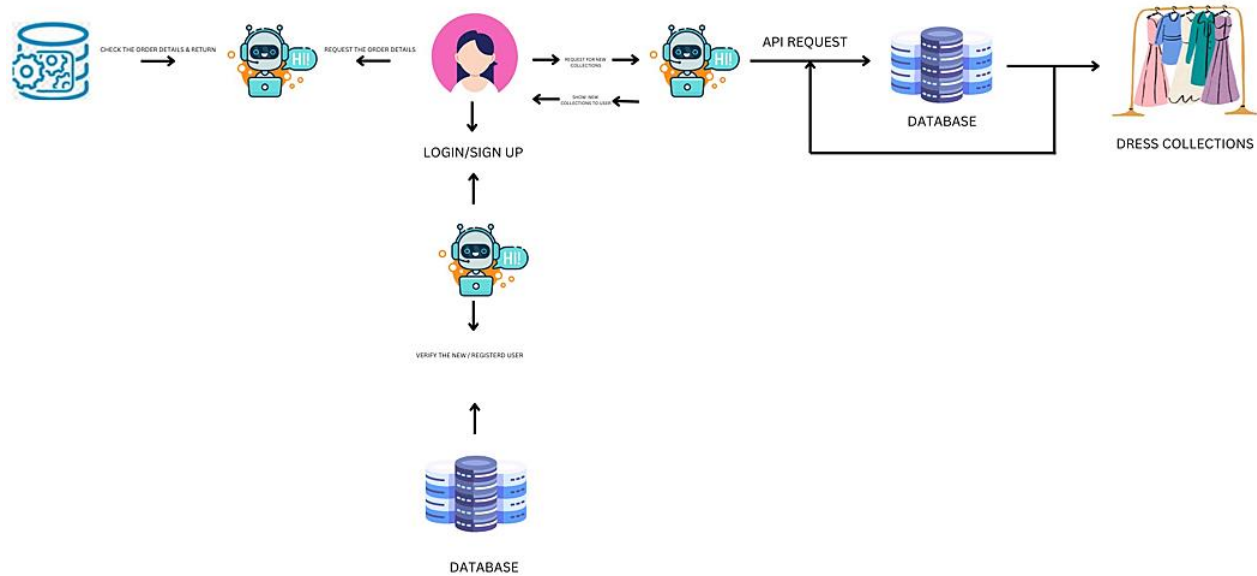 CHECK THE ORDER DETAILS & RETURN
HI!
REQUEST THE ORDER DETAILS
REQUEST FOR NEW
COLLECTIONS
SHOW NEW
COLLECTIONS TO USER
HI!
API REQUEST
DATABASE
DRESS COLLECTIONS
LOGIN/SIGN UP
HI!
VERIFY THE NEW / REGISTERD USER
DATABASE